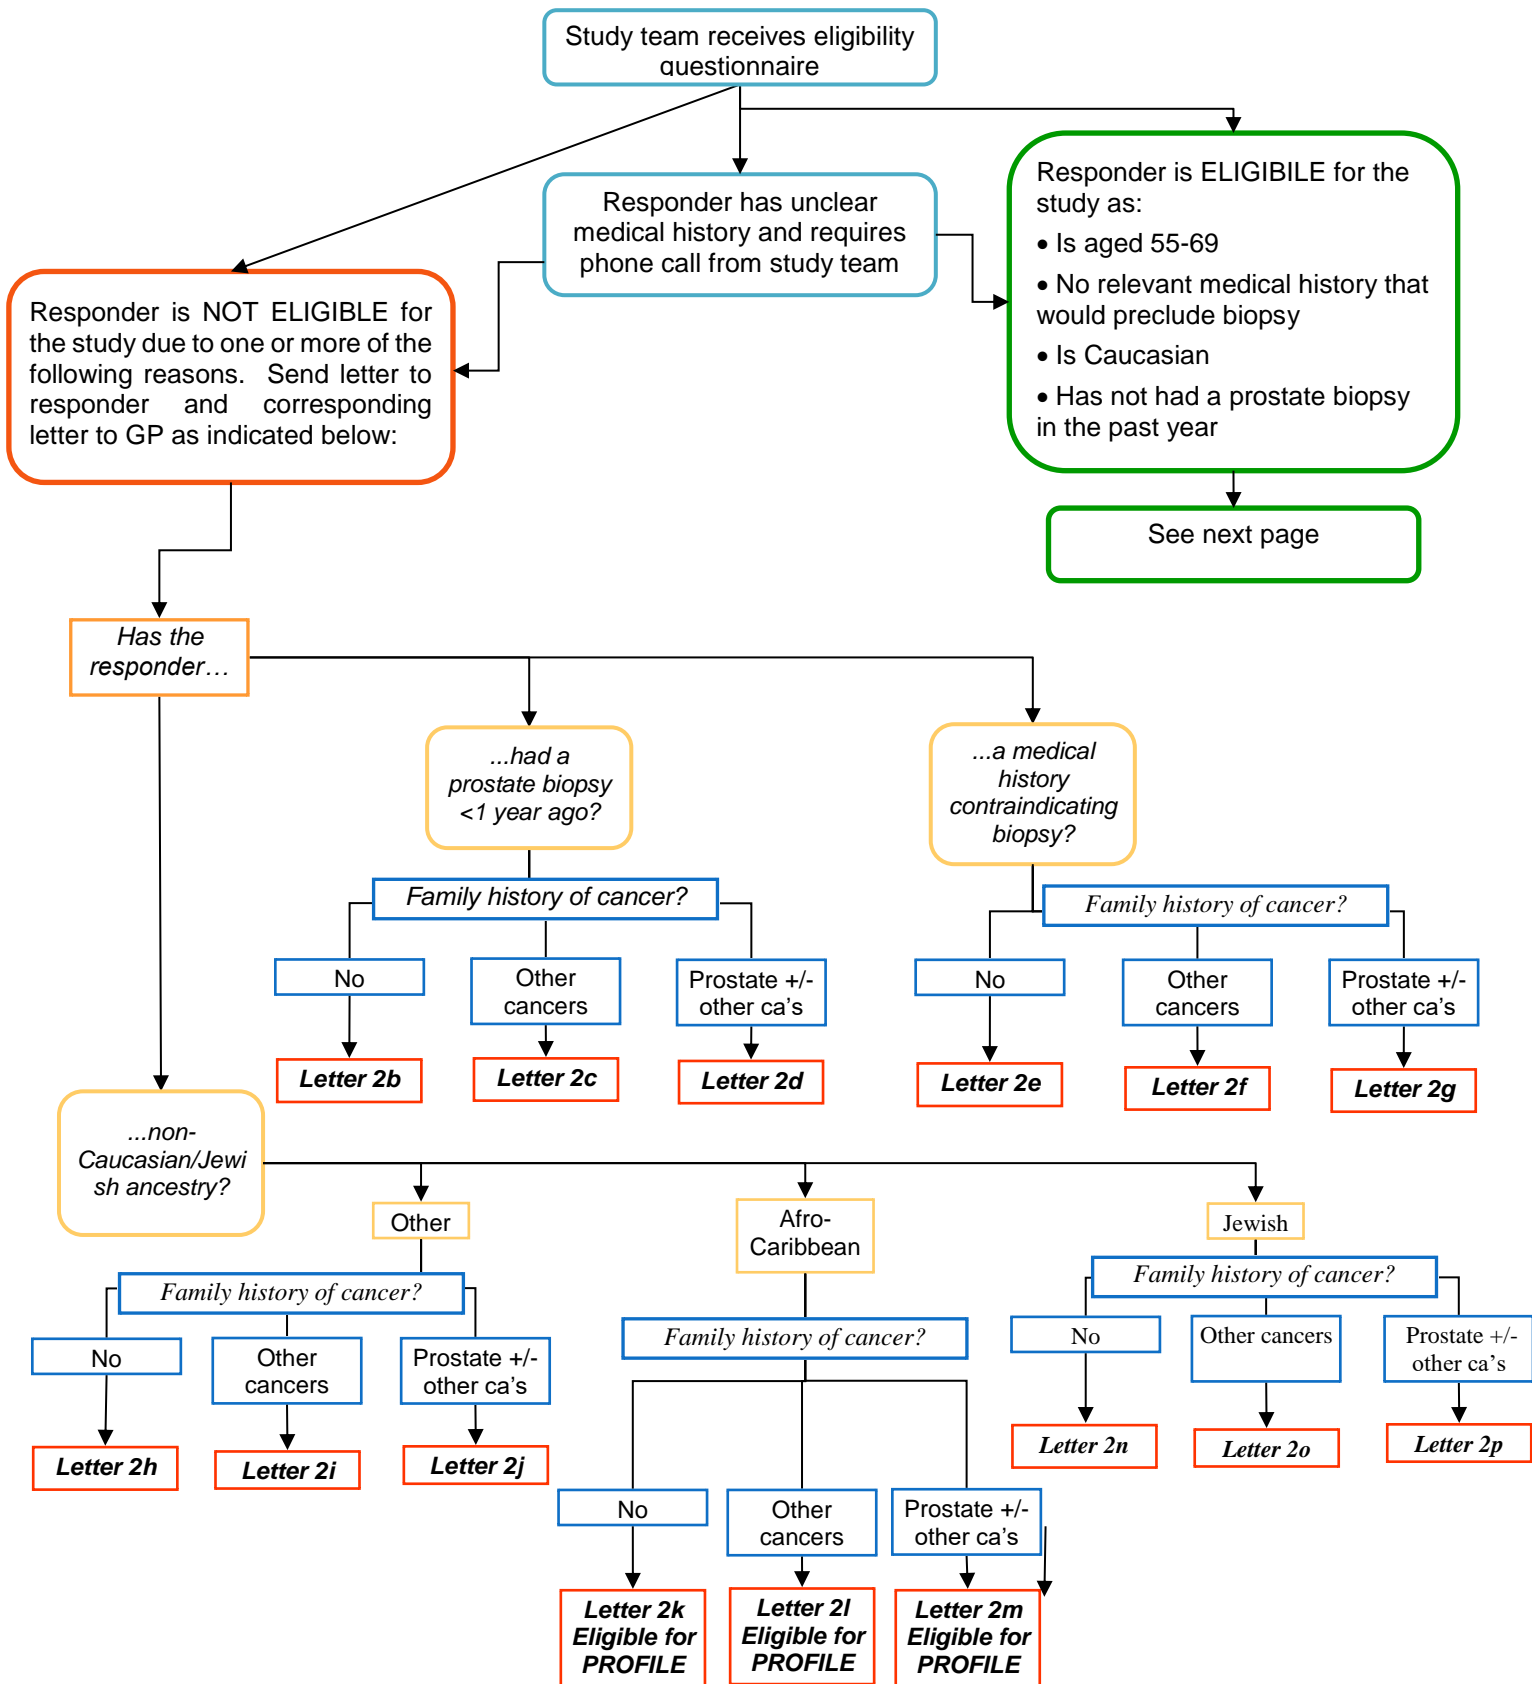 Study team receives eligibility
questionnaire
Responder has unclear
medical history and requires
phone call from study team
Responder is ELIGIBILE for the
study as:
• Is aged 55-69
• No relevant medical history that
would preclude biopsy
• Is Caucasian
• Has not had a prostate biopsy
in the past year
Responder is NOT ELIGIBLE for
the study due to one or more of the
following reasons. Send letter to
responder and corresponding
letter to GP as indicated below:
See next page
Has the
responder…
...had a
prostate biopsy
<1 year ago?
...a medical
history
contraindicating
biopsy?
Family history of cancer?
No
Other
cancers
Prostate +/-
other ca's
Letter 2b
Letter 2c
Letter 2d
Family history of cancer?
No
Other
cancers
Prostate +/-
other ca's
Letter 2e
Letter 2f
Letter 2g
...non-
Caucasian/Jewi
sh ancestry?
Other
Afro-
Caribbean
Jewish
Family history of cancer?
No
Other
cancers
Prostate +/-
other ca's
Letter 2h
Letter 2i
Letter 2j
Family history of cancer?
No
Other
cancers
Prostate +/-
other ca's
Letter 2k
Eligible for
PROFILE
Letter 2l
Eligible for
PROFILE
Letter 2m
Eligible for
PROFILE
Family history of cancer?
No
Other cancers
Prostate +/-
other ca's
Letter 2n
Letter 2o
Letter 2p